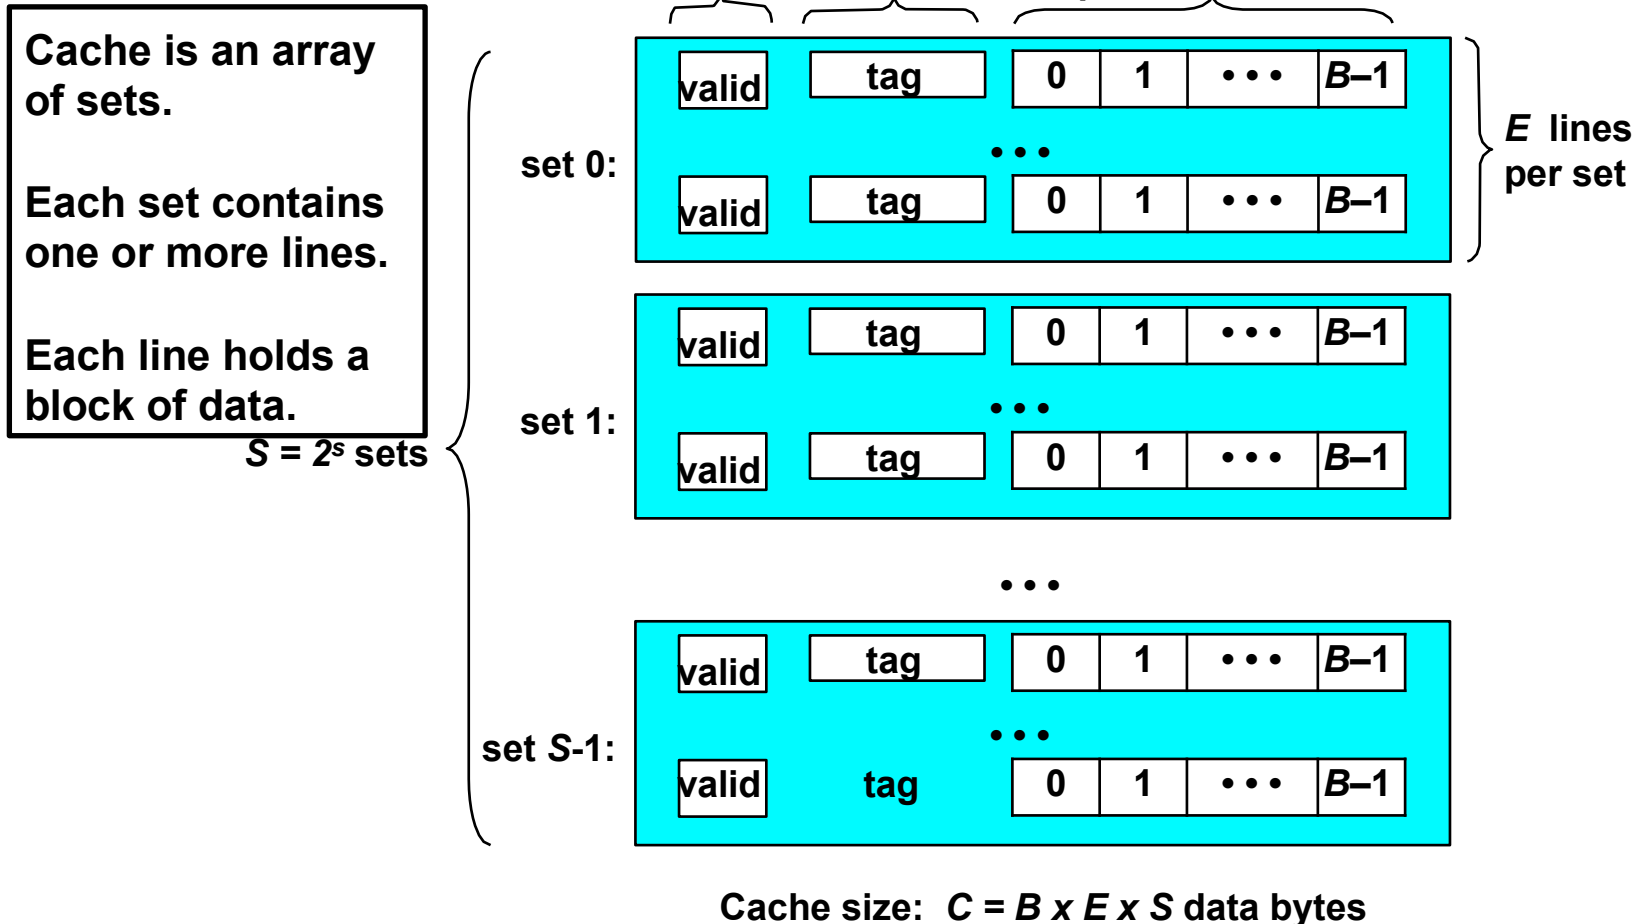 Cache is an array
of sets.
Each set contains
one or more lines.
Each line holds a
block of data.
S = 2ˢ sets
E lines
per set
set 0:
valid tag 0 1 • • • B–1
• • •
valid tag 0 1 • • • B–1
set 1:
valid tag 0 1 • • • B–1
• • •
valid tag 0 1 • • • B–1
• • •
set S-1:
valid tag 0 1 • • • B–1
• • •
valid tag 0 1 • • • B–1
Cache size: C = B x E x S data bytes